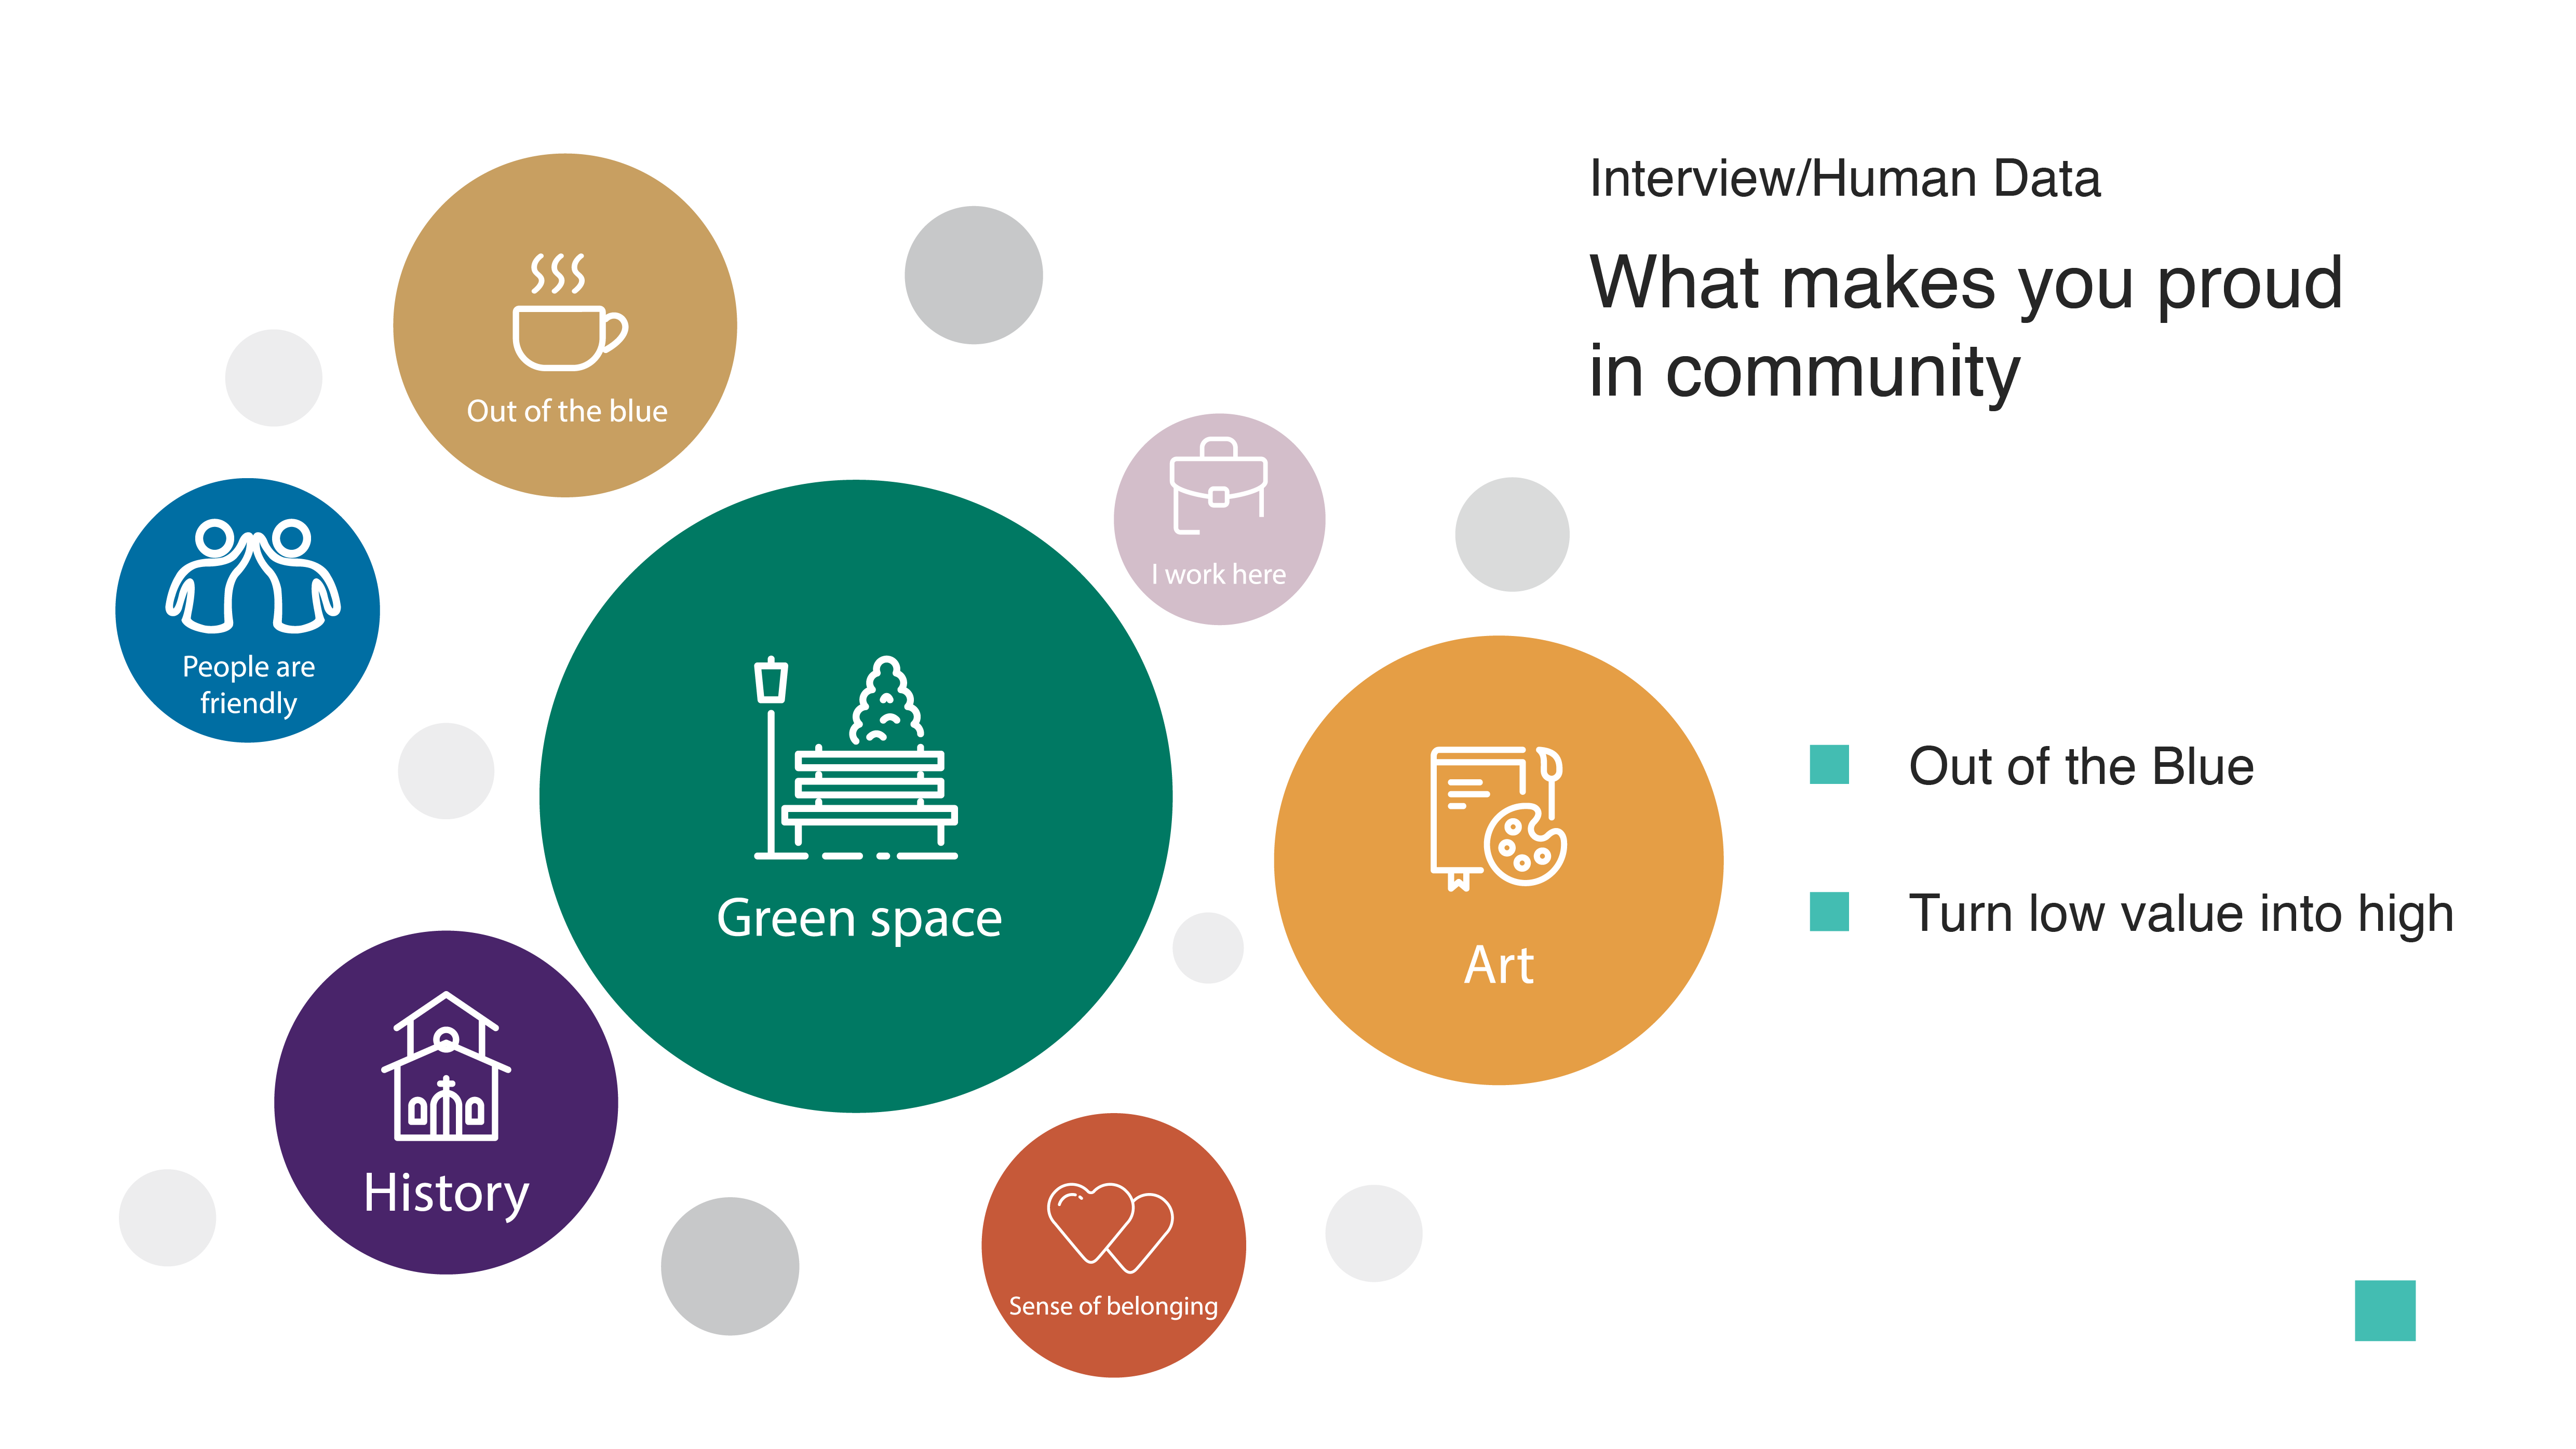 Interview/Human Data
What makes you proud
in community
Out of the blue
I work here
People are
friendly
Green space
Art
History
Sense of belonging
Out of the Blue
Turn low value into high